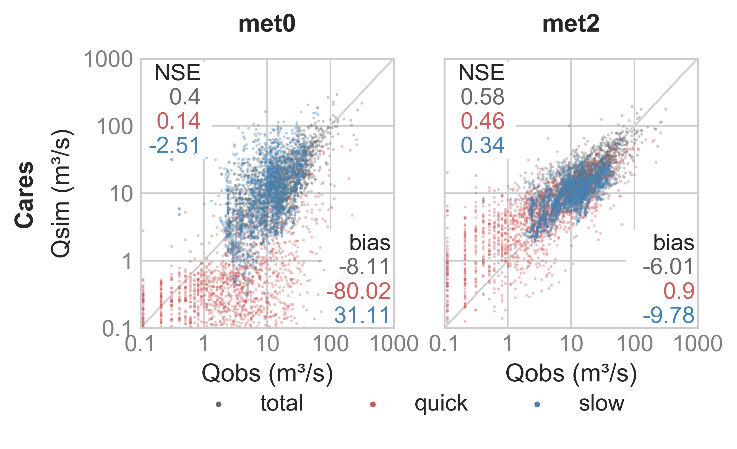 met0
met2
1000
100
10
1
0.1
Cares
Qsim (m³/s)
NSE
0.4
0.14
-2.51
bias
-8.11
-80.02
31.11
0.1
1
10
100
1000
Qobs (m³/s)
NSE
0.58
0.46
0.34
bias
-6.01
0.9
-9.78
0.1
1
10
100
1000
Qobs (m³/s)
total
quick
slow